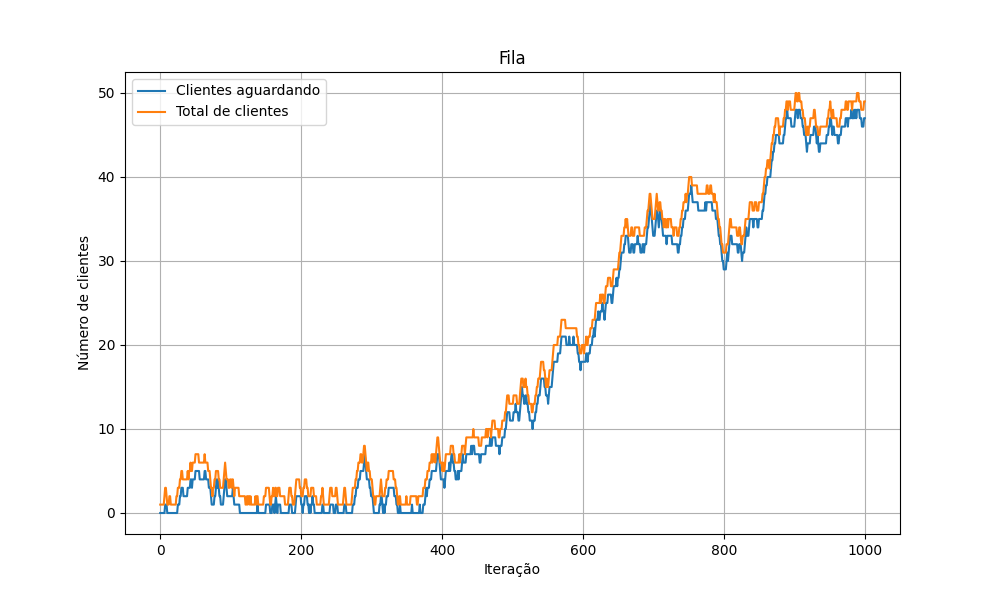 Fila
Clientes aguardando
Total de clientes
Número de clientes
50
40
30
20
10
0
0 200 400 600 800 1000
Iteração